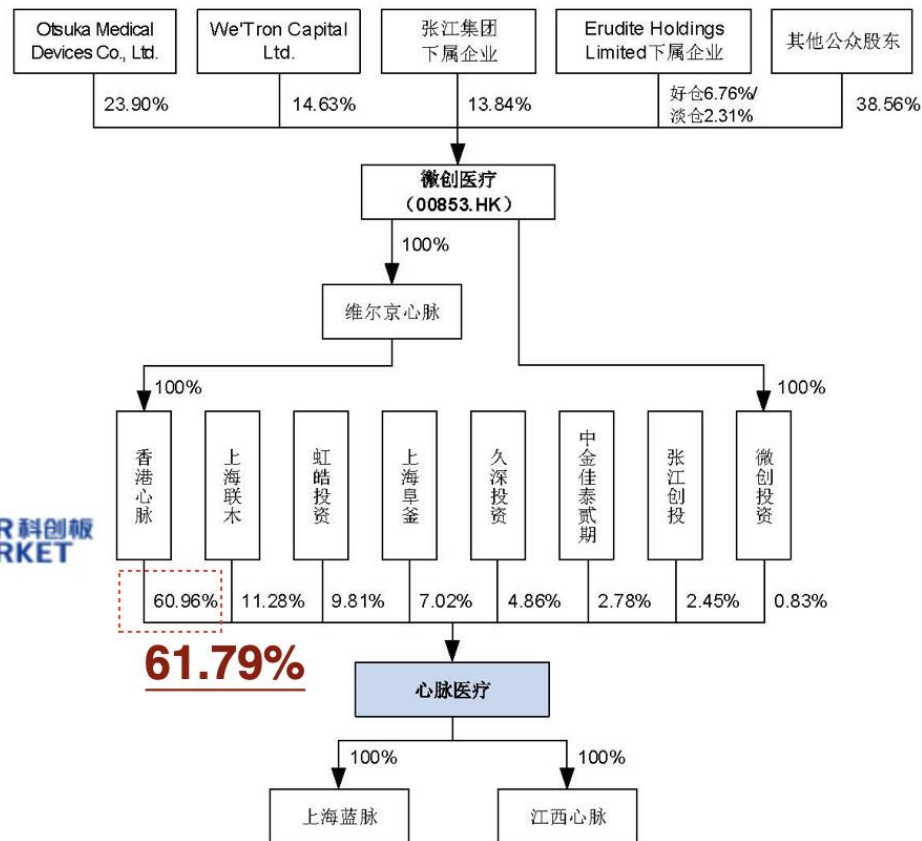 Otsuka Medical
Devices Co., Ltd.
We'Tron Capital
Ltd.
张江集团
下属企业
Erudite Holdings
Limited下属企业
其他公众股东
23.90%
14.63%
13.84%
好仓6.76%/
淡仓2.31%
38.56%
微创医疗
（00853.HK）
100%
维尔京心脉
100%
100%
香港心脉
上海联木
虹皓投资
上海阜釜
久深投资
中金佳泰贰期
张江创投
微创投资
R 科创板
RKET
60.96%
11.28%
9.81%
7.02%
4.86%
2.78%
2.45%
0.83%
61.79%
心脉医疗
100%
100%
上海蓝脉
江西心脉